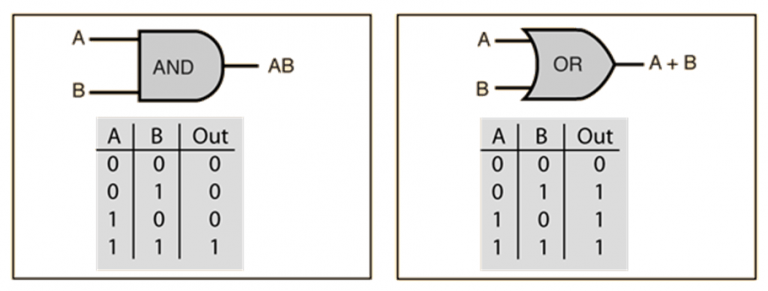 A
AND
AB
B
A B Out
0 0 0
0 1 0
1 0 0
1 1 1
A
OR
A + B
B
A B Out
0 0 0
0 1 1
1 0 1
1 1 1